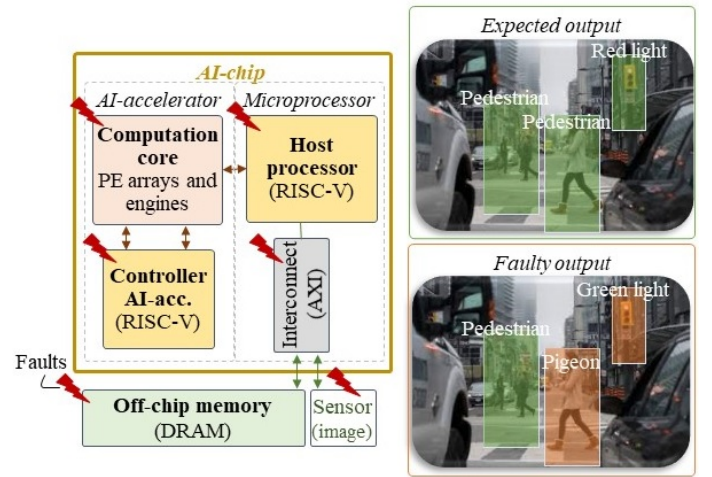 AI-chip
AI-accelerator
Computation
core
PE arrays and
engines
Controller
AI-acc.
(RISC-V)
Microprocessor
Host
processor
(RISC-V)
Interconnect
(AXI)
Faults
Off-chip memory
(DRAM)
Sensor
(image)
Expected output
Red light
Pedestrian
Pedestrian
Faulty output
Green light
Pedestrian
Pigeon